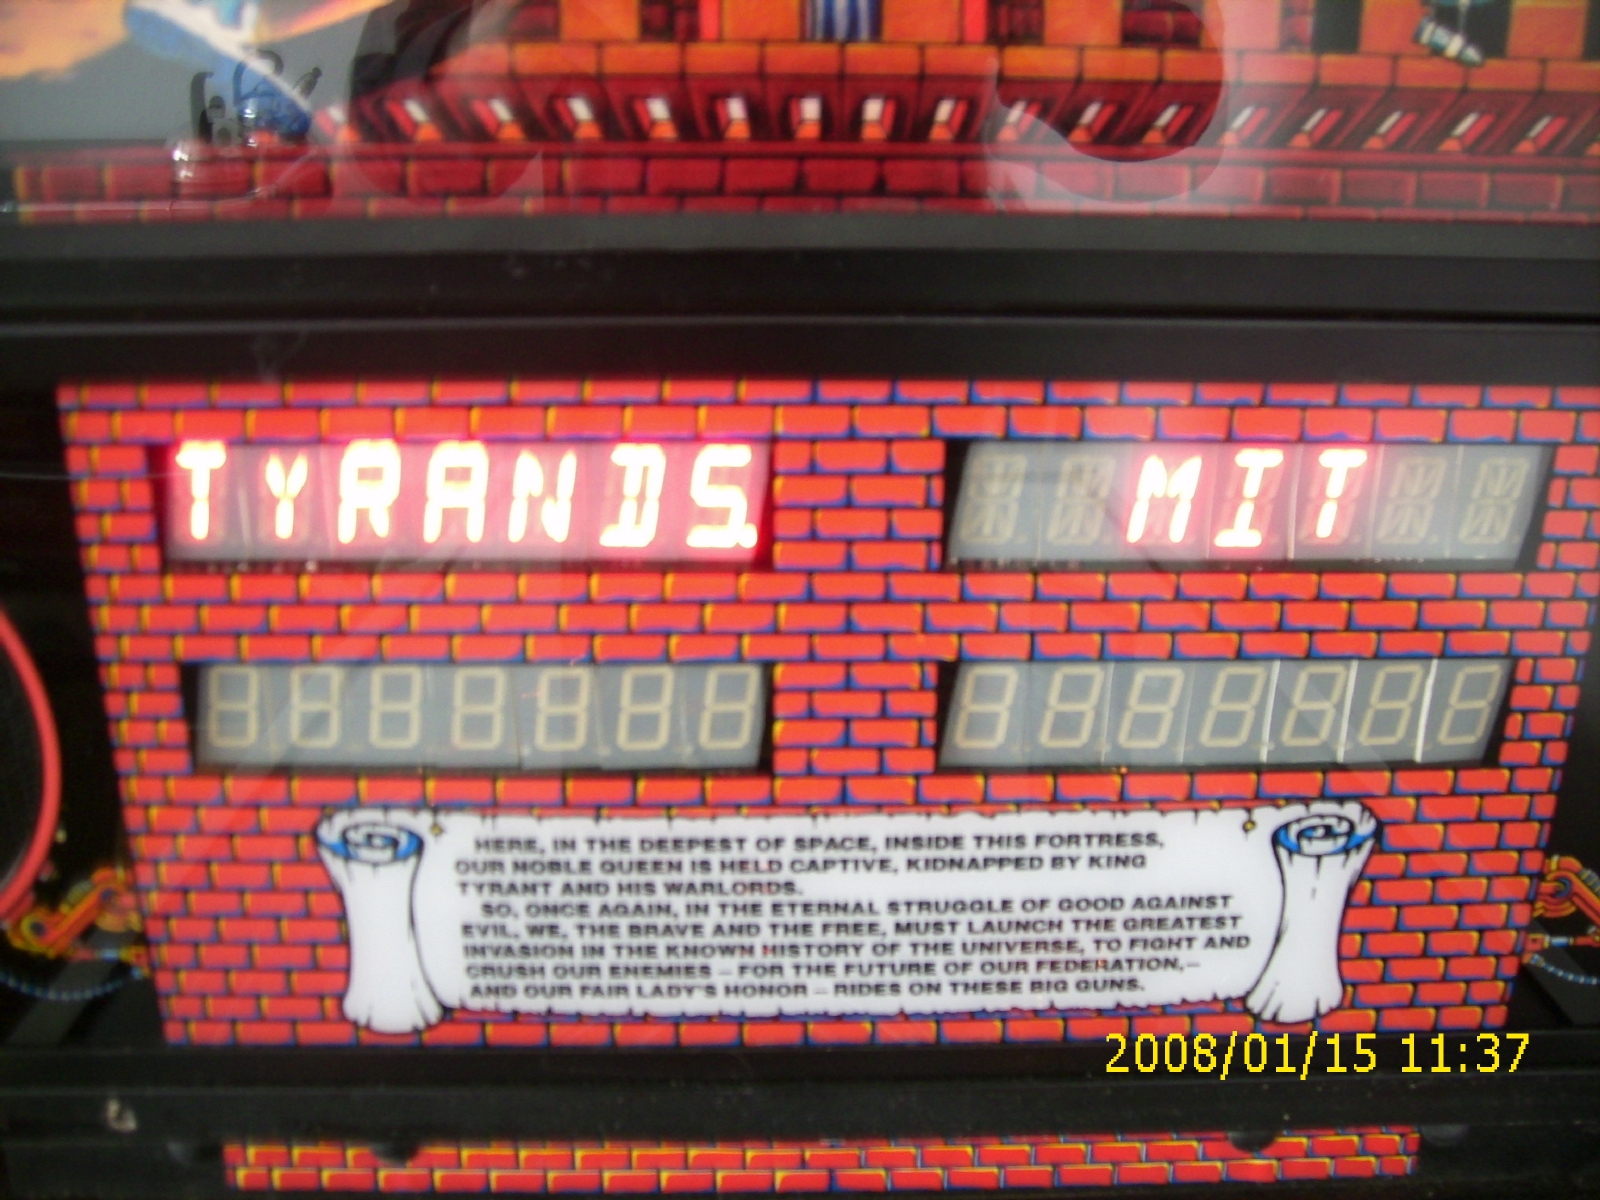 TYRANDS. MIT
HERE, IN THE DEEPEST OF SPACE, INSIDE THIS FORTRESS,
OUR NOBLE QUEEN IS HELD CAPTIVE, KIDNAPPED BY KING
TYRANT AND HIS WARLORDS.
SO, ONCE AGAIN, IN THE ETERNAL STRUGGLE OF GOOD AGAINST
EVIL, WE, THE BRAVE AND THE FREE, MUST LAUNCH THE GREATEST
INVASION IN THE KNOWN HISTORY OF THE UNIVERSE, TO FIGHT AND
CRUSH OUR ENEMIES – FOR THE FUTURE OF OUR FEDERATION,–
AND OUR FAIR LADY'S HONOR – RIDES ON THESE BIG GUNS.
2008/01/15 11:37